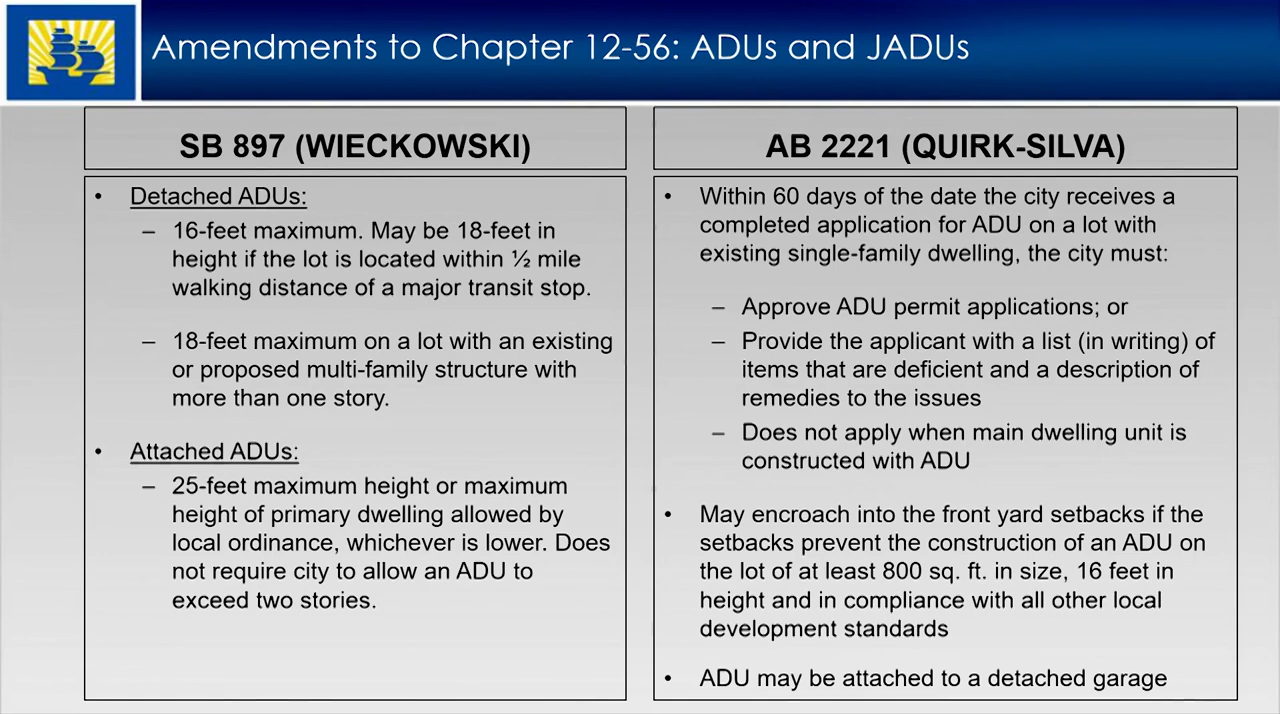 Amendments to Chapter 12-56: ADUs and JADUs
SB 897 (WIECKOWSKI)
• Detached ADUs:
– 16-feet maximum. May be 18-feet in
height if the lot is located within ½ mile
walking distance of a major transit stop.
– 18-feet maximum on a lot with an existing
or proposed multi-family structure with
more than one story.
• Attached ADUs:
– 25-feet maximum height or maximum
height of primary dwelling allowed by
local ordinance, whichever is lower. Does
not require city to allow an ADU to
exceed two stories.
AB 2221 (QUIRK-SILVA)
• Within 60 days of the date the city receives a
completed application for ADU on a lot with
existing single-family dwelling, the city must:
– Approve ADU permit applications; or
– Provide the applicant with a list (in writing) of
items that are deficient and a description of
remedies to the issues
– Does not apply when main dwelling unit is
constructed with ADU
• May encroach into the front yard setbacks if the
setbacks prevent the construction of an ADU on
the lot of at least 800 sq. ft. in size, 16 feet in
height and in compliance with all other local
development standards
• ADU may be attached to a detached garage